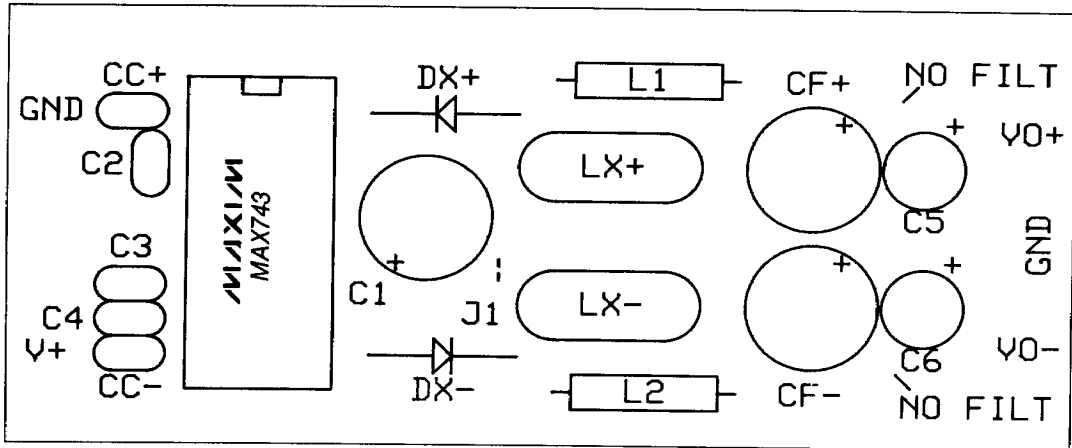 CC+
GND
C2
C3
C4
V+
CC-
MAXIM
MAX743
DX+
C1
J1
DX-
L1
LX+
LX-
L2
CF+
CF-
NO FILT
VO+
C5
GND
C6
VO-
NO FILT